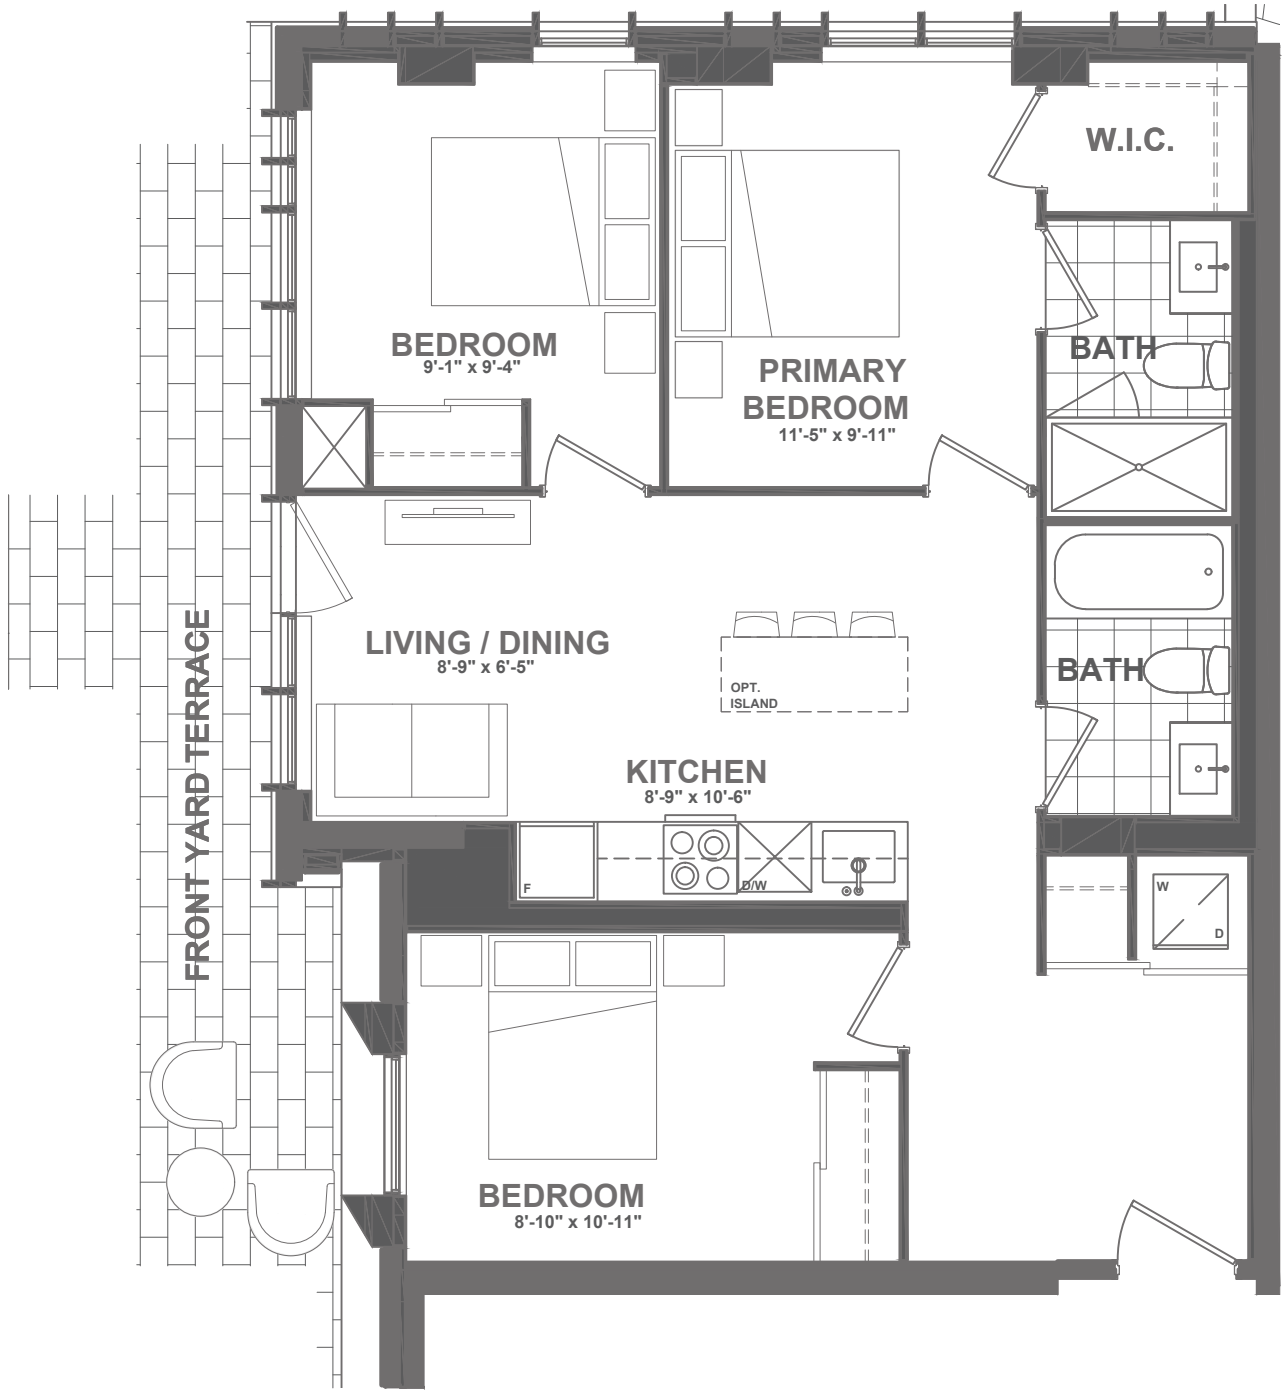 W.I.C.
BEDROOM
9'-1" x 9'-4"
PRIMARY
BEDROOM
11'-5" x 9'-11"
BATH
LIVING / DINING
8'-9" x 6'-5"
OPT.
ISLAND
BATH
KITCHEN
8'-9" x 10'-6"
FRONT YARD TERRACE
F
D/W
W
D
BEDROOM
8'-10" x 10'-11"